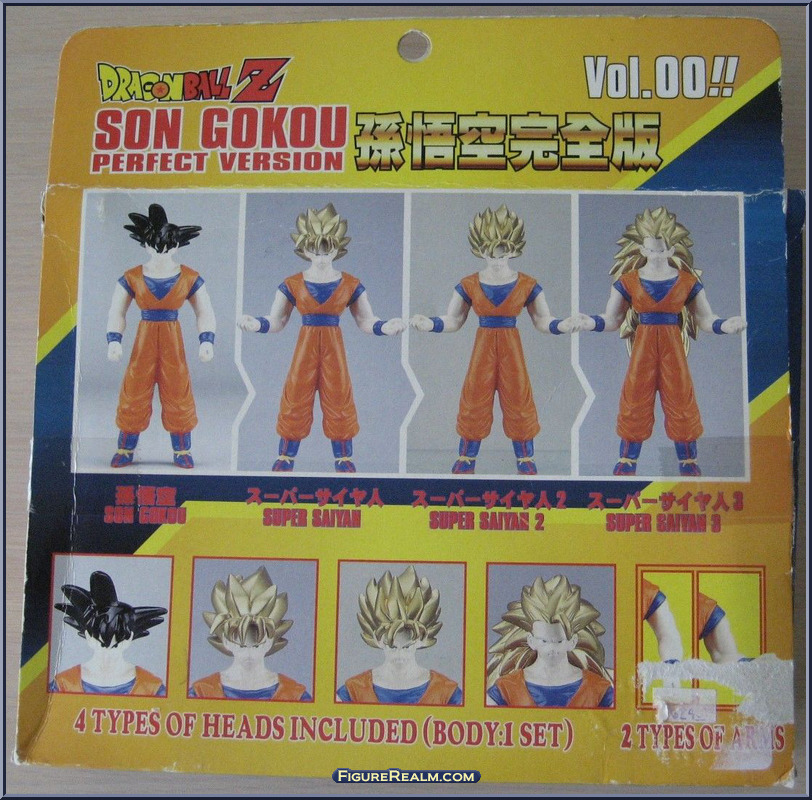 DRAGONBALL Z
Vol.00!!
SON GOKOU
PERFECT VERSION
孫悟空完全版
孫悟空
SON GOKOU
スーパーサイヤ人
SUPER SAIYAN
スーパーサイヤ人2
SUPER SAIYAN 2
スーパーサイヤ人3
SUPER SAIYAN 3
4 TYPES OF HEADS INCLUDED (BODY:1 SET)
2 TYPES OF ARMS
FIGUREREALM.COM